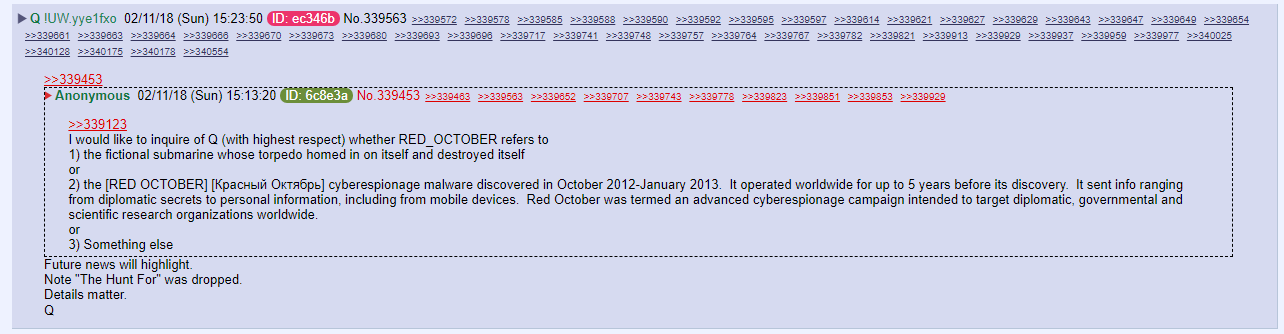 ▶ Q !UW.yye1fxo 02/11/18 (Sun) 15:23:50 ID: ec346b No.339563 >>339572 >>339578 >>339585 >>339588 >>339590 >>339592 >>339595 >>339597 >>339614 >>339621 >>339627 >>339629 >>339643 >>339647 >>339649 >>339654
>>339661 >>339663 >>339664 >>339666 >>339670 >>339673 >>339680 >>339693 >>339696 >>339717 >>339741 >>339748 >>339757 >>339764 >>339767 >>339782 >>339821 >>339913 >>339929 >>339937 >>339959 >>339977 >>340025
>>340128 >>340175 >>340178 >>340554
>>339453
Anonymous 02/11/18 (Sun) 15:13:20 ID: 6c8e3a No.339453 >>339463 >>339563 >>339652 >>339707 >>339743 >>339778 >>339823 >>339851 >>339853 >>339929
>>339123
I would like to inquire of Q (with highest respect) whether RED_OCTOBER refers to
1) the fictional submarine whose torpedo homed in on itself and destroyed itself
or
2) the [RED OCTOBER] [Красный Октябрь] cyberespionage malware discovered in October 2012-January 2013. It operated worldwide for up to 5 years before its discovery. It sent info ranging
from diplomatic secrets to personal information, including from mobile devices. Red October was termed an advanced cyberespionage campaign intended to target diplomatic, governmental and
scientific research organizations worldwide.
or
3) Something else
Future news will highlight.
Note "The Hunt For" was dropped.
Details matter.
Q